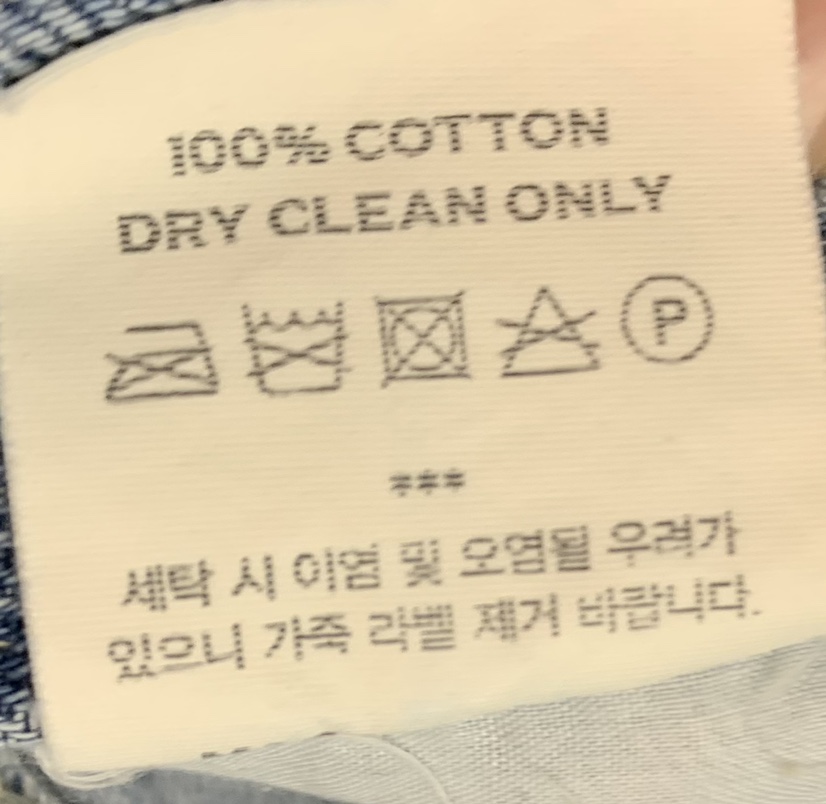 100% COTTON
DRY CLEAN ONLY
P
***
세탁 시 이염 및 오염될 우려가
있으니 가죽 라벨 제거 바랍니다.